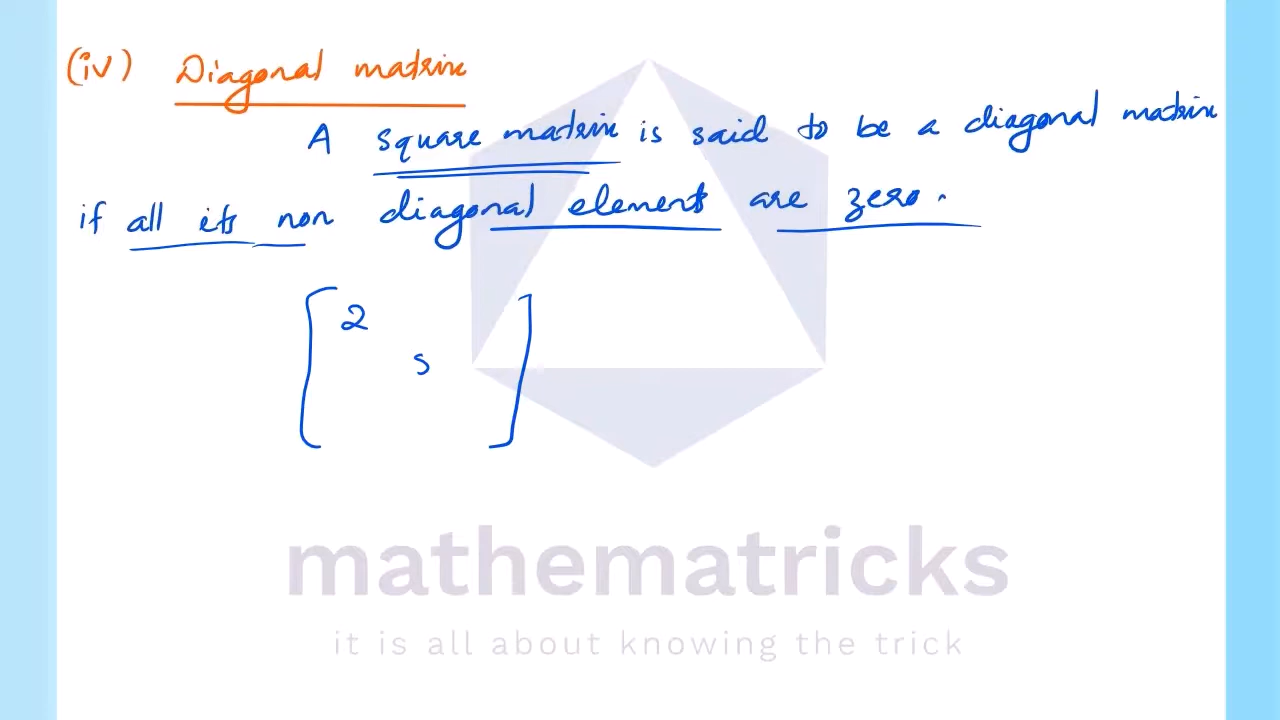 (iv) Diagonal matrix
A square matrix is said to be a diagonal matrix
if all its non diagonal elements are zero.
2
5
mathematricks
it is all about knowing the trick